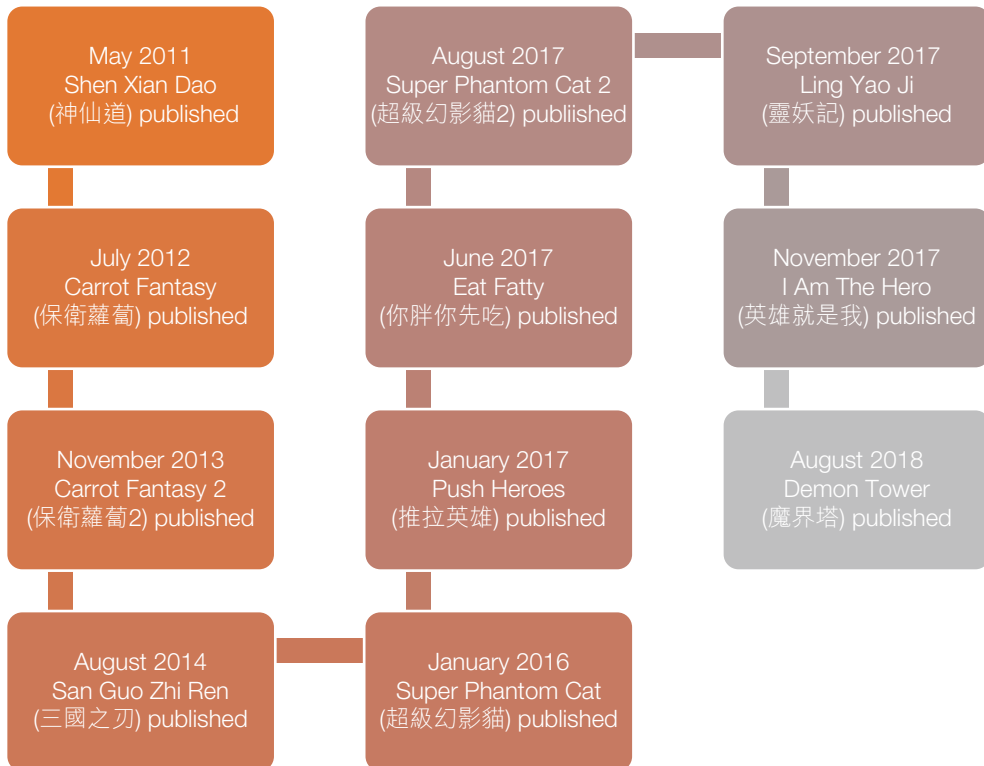 May 2011
Shen Xian Dao
(神仙道) published
July 2012
Carrot Fantasy
(保衛蘿蔔) published
November 2013
Carrot Fantasy 2
(保衛蘿蔔2) published
August 2014
San Guo Zhi Ren
(三國之刃) published
January 2016
Super Phantom Cat
(超級幻影貓) published
January 2017
Push Heroes
(推拉英雄) published
June 2017
Eat Fatty
(你胖你先吃) published
August 2017
Super Phantom Cat 2
(超級幻影貓2) publiished
September 2017
Ling Yao Ji
(靈妖記) published
November 2017
I Am The Hero
(英雄就是我) published
August 2018
Demon Tower
(魔界塔) published